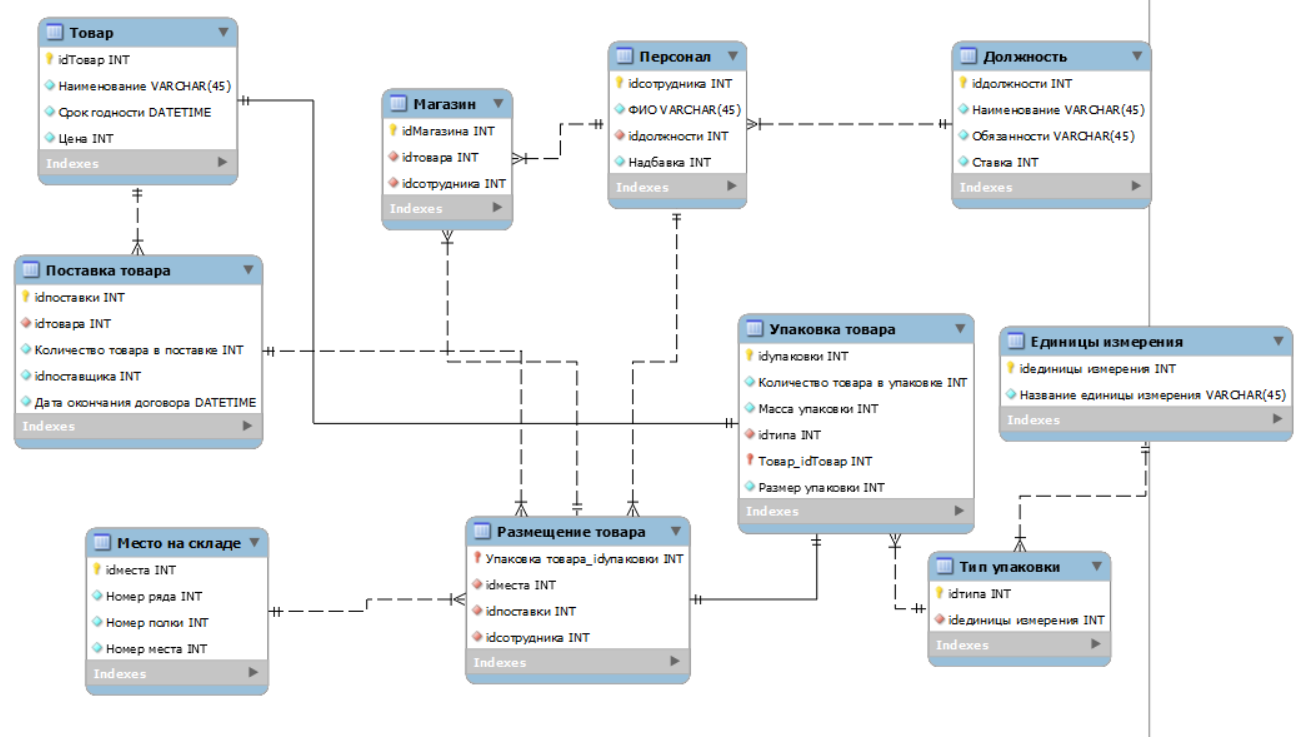 Товар
idТовар INT
Наименование VARCHAR(45)
Срок годности DATETIME
Цена INT
Indexes
Магазин
idМагазина INT
idтовара INT
idсотрудника INT
Indexes
Персонал
idсотрудника INT
ФИО VARCHAR(45)
idдолжности INT
Надбавка INT
Indexes
Должность
idдолжности INT
Наименование VARCHAR(45)
Обязанности VARCHAR(45)
Ставка INT
Indexes
Поставка товара
idпоставки INT
idтовара INT
Количество товара в поставке INT
idпоставщика INT
Дата окончания договора DATETIME
Indexes
Упаковка товара
idупаковки INT
Количество товара в упаковке INT
Масса упаковки INT
idтипа INT
Товар_idТовар INT
Размер упаковки INT
Indexes
Единицы измерения
idединицы измерения INT
Название единицы измерения VARCHAR(45)
Indexes
Место на складе
idместа INT
Номер ряда INT
Номер полки INT
Номер места INT
Indexes
Размещение товара
Упаковка товара_idупаковки INT
idместа INT
idпоставки INT
idсотрудника INT
Indexes
Тип упаковки
idтипа INT
idединицы измерения INT
Indexes